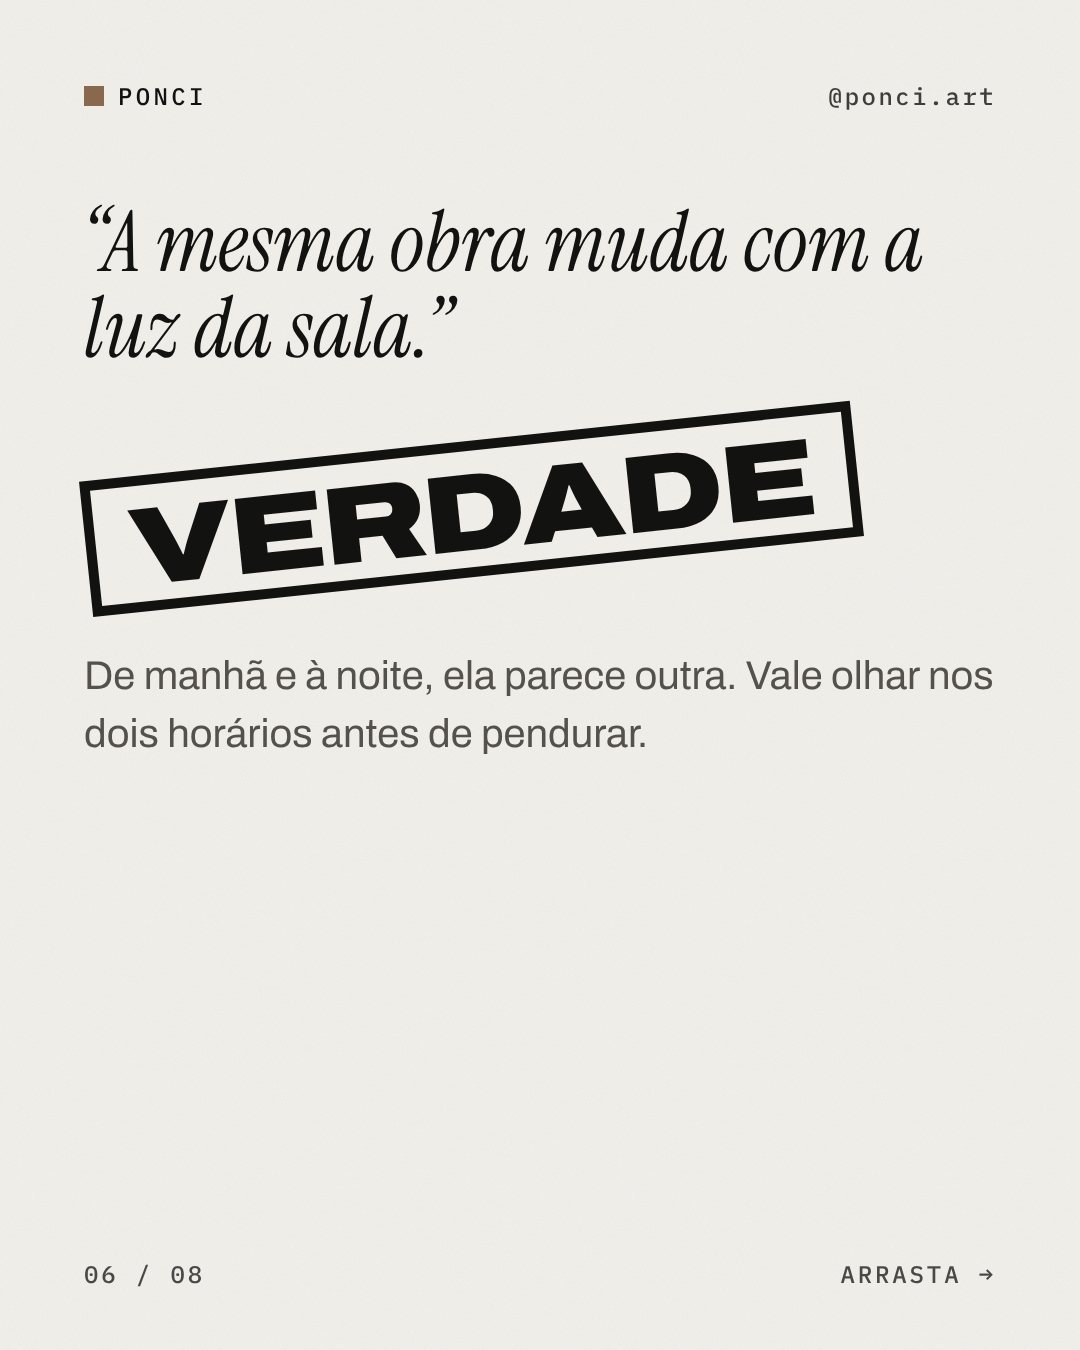 PONCI
@ponci.art
“A mesma obra muda com a
luz da sala.”
VERDADE
De manhã e à noite, ela parece outra. Vale olhar nos
dois horários antes de pendurar.
06 / 08
ARRASTA →